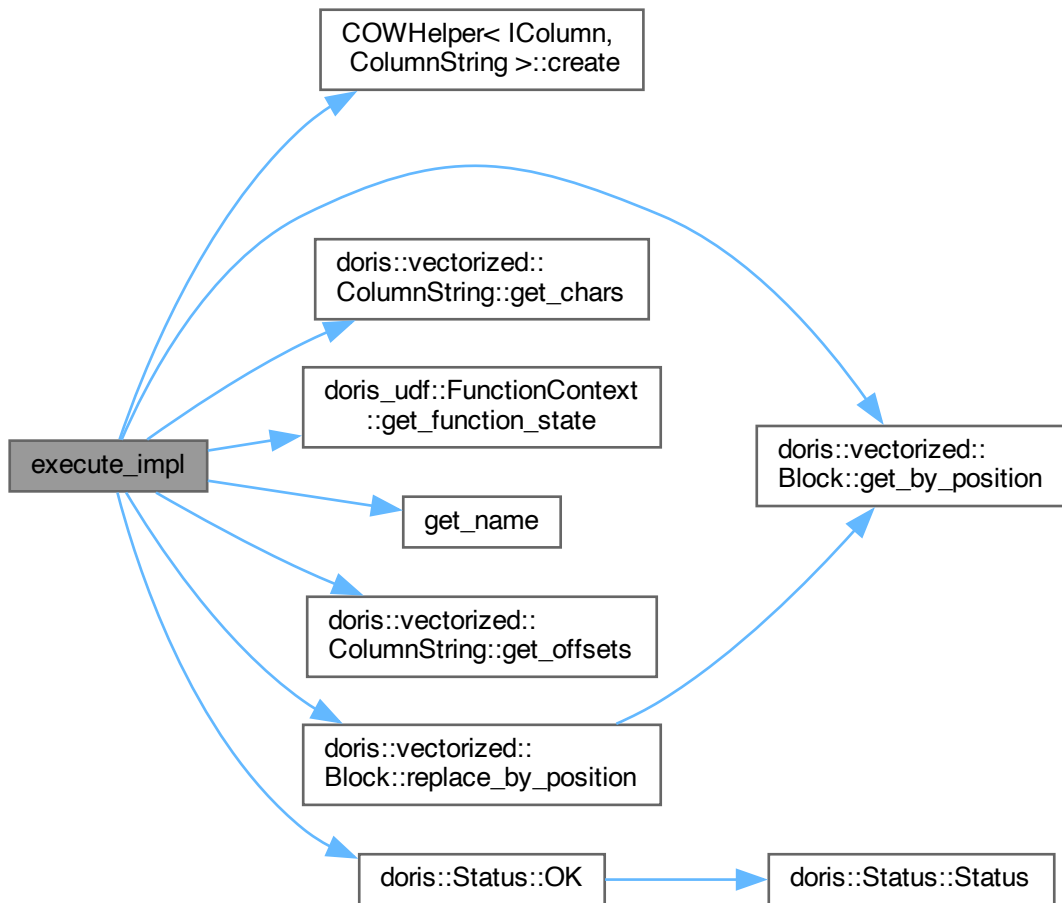 COWHelper< IColumn,
ColumnString >::create
doris::vectorized::
ColumnString::get_chars
doris_udf::FunctionContext
::get_function_state
execute_impl
doris::vectorized::
Block::get_by_position
get_name
doris::vectorized::
ColumnString::get_offsets
doris::vectorized::
Block::replace_by_position
doris::Status::OK
doris::Status::Status